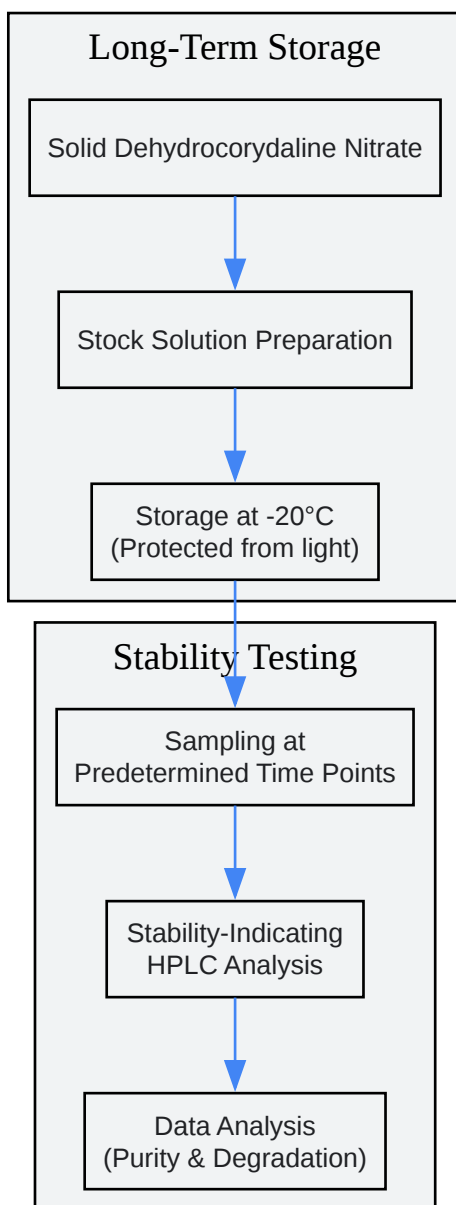 Long-Term Storage
Solid Dehydrocorydaline Nitrate
Stock Solution Preparation
Storage at -20°C
(Protected from light)
Stability Testing
Sampling at
Predetermined Time Points
Stability-Indicating
HPLC Analysis
Data Analysis
(Purity & Degradation)